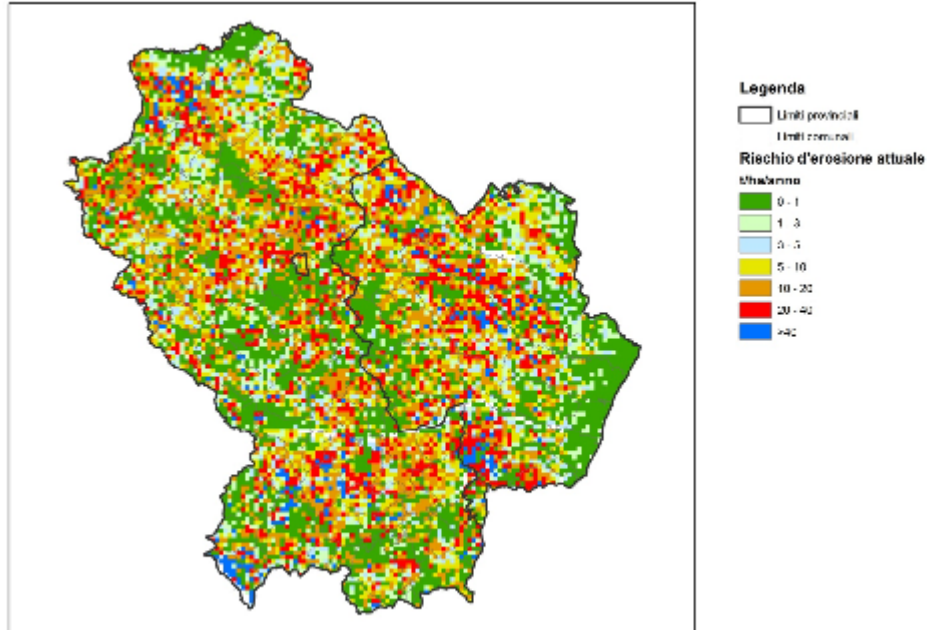 Legenda
Limiti provinciali
Limiti comunali
Rischio d'erosione attuale
t/ha/anno
0 - 1
1 - 3
3 - 5
5 - 10
10 - 20
20 - 40
>40